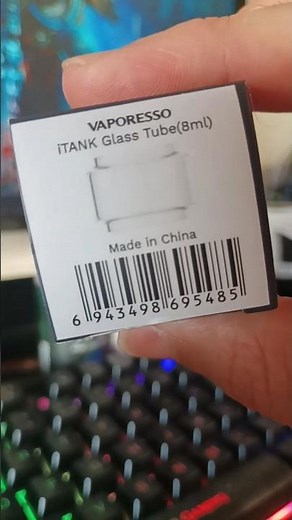 VAPORESSO
iTANK Glass Tube(8ml)
Made in China
6 943498 695485